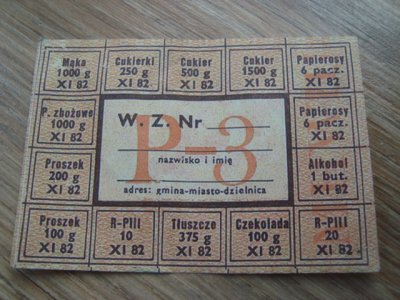 Mąka
1000 g
XI 82
Cukierki
250 g
XI 82
Cukier
500 g
XI 82
Cukier
1500 g
XI 82
Papierosy
6 pacz.
XI 82
P. zbożowe
1000 g
XI 82
W. Z. Nr
P-3
nazwisko i imię
adres: gmina-miasto-dzielnica
Papierosy
6 pacz.
XI 82
Proszek
200 g
XI 82
Alkohol
1 but.
XI 82
Proszek
100 g
XI 82
R-PIII
10
XI 82
Tłuszcze
375 g
XI 82
Czekolada
100 g
XI 82
R-PIII
20
XI 82